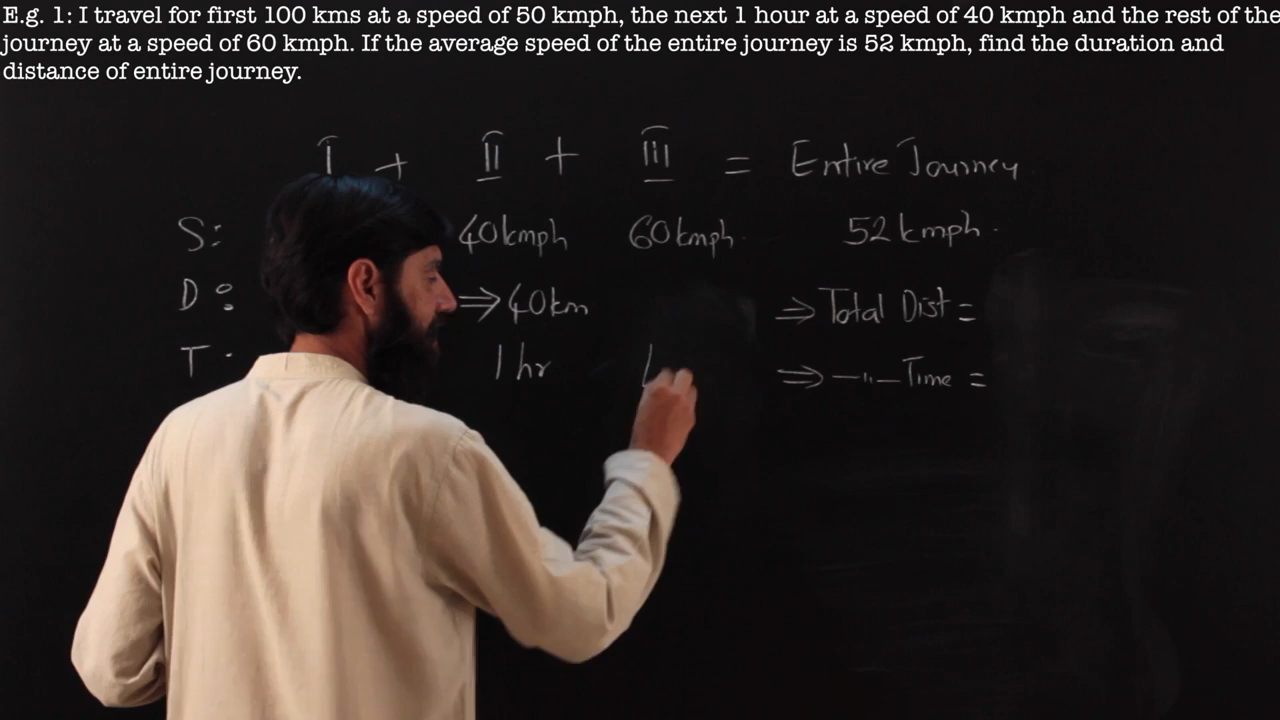 E.g. 1: I travel for first 100 kms at a speed of 50 kmph, the next 1 hour at a speed of 40 kmph and the rest of the
journey at a speed of 60 kmph. If the average speed of the entire journey is 52 kmph, find the duration and
distance of entire journey.
I + II + III = Entire Journey
S: 40kmph 60kmph. 52kmph.
D: ⇒40km ⇒ Total Dist =
T: 1 hr ⇒ —"— Time =